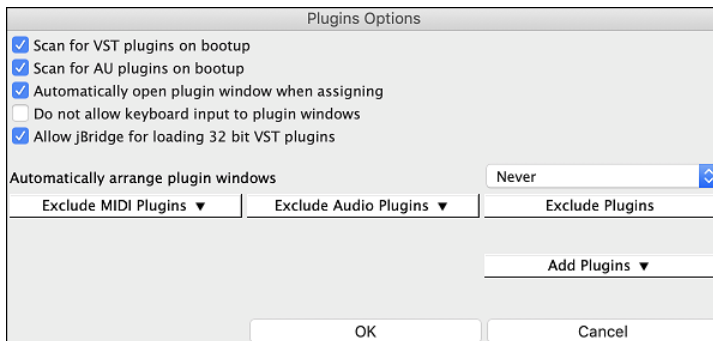 Plugins Options
Scan for VST plugins on bootup
Scan for AU plugins on bootup
Automatically open plugin window when assigning
Do not allow keyboard input to plugin windows
Allow jBridge for loading 32 bit VST plugins
Automatically arrange plugin windows Never
Exclude MIDI Plugins ▼ Exclude Audio Plugins ▼ Exclude Plugins
Add Plugins ▼
OK Cancel